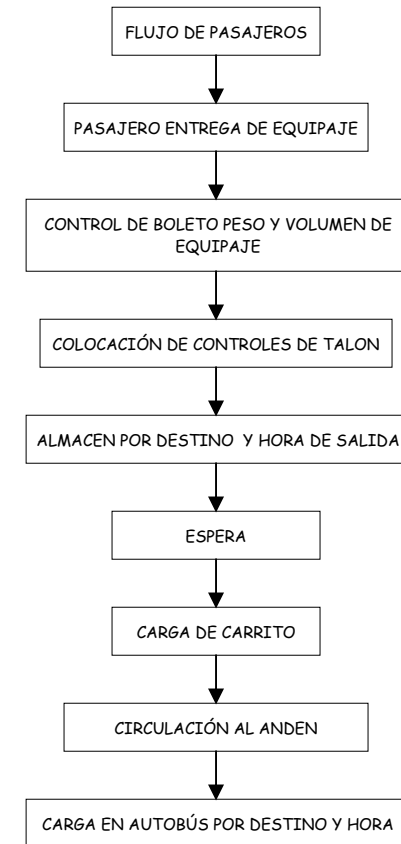 FLUJO DE PASAJEROS
PASAJERO ENTREGA DE EQUIPAJE
CONTROL DE BOLETO PESO Y VOLUMEN DE
EQUIPAJE
COLOCACIÓN DE CONTROLES DE TALON
ALMACEN POR DESTINO Y HORA DE SALIDA
ESPERA
CARGA DE CARRITO
CIRCULACIÓN AL ANDEN
CARGA EN AUTOBÚS POR DESTINO Y HORA